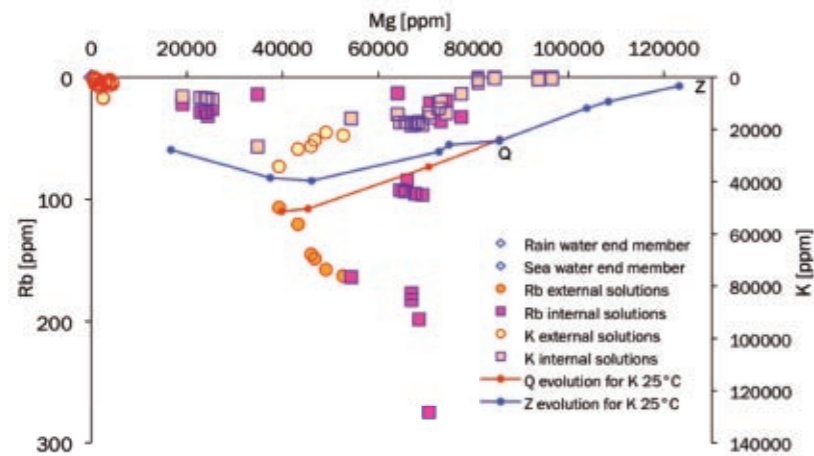 Mg [ppm]
0 20000 40000 60000 80000 100000 120000
0 0
Z
20000
40000
Q
100
60000
Rain water end member
Sea water end member
Rb external solutions 80000
200 Rb internal solutions
K external solutions 100000
K internal solutions
Q evolution for K 25°C 120000
Z evolution for K 25°C
300 140000
Rb [ppm]
K [ppm]